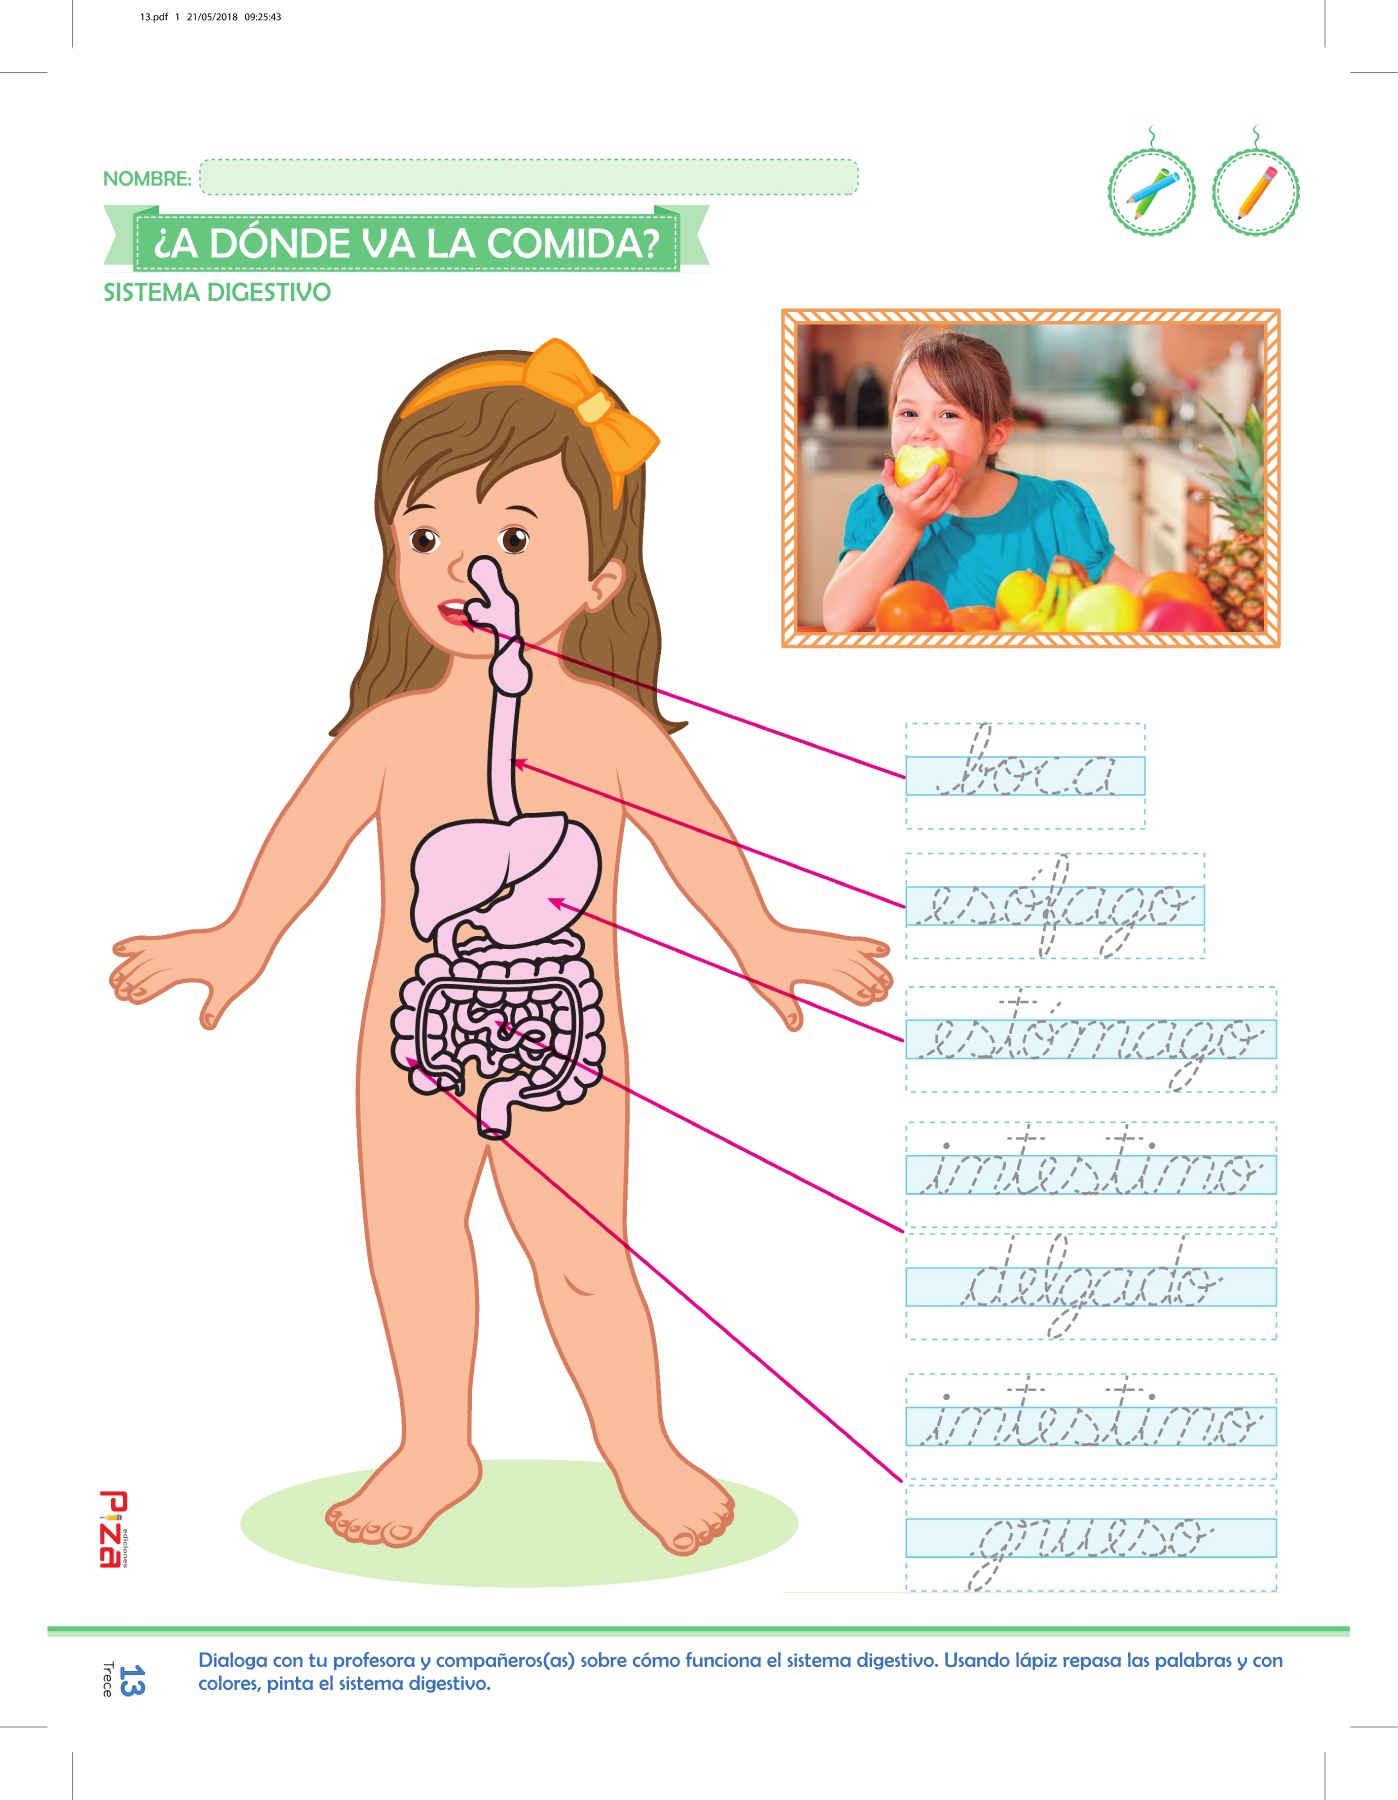 13.pdf 1 21/05/2018 09:25:43
NOMBRE:
¿A DÓNDE VA LA COMIDA?
SISTEMA DIGESTIVO
boca
esófago
estómago
intestino
delgado
intestino
grueso
Piza
ediciones
13
Trece
Dialoga con tu profesora y compañeros(as) sobre cómo funciona el sistema digestivo. Usando lápiz repasa las palabras y con
colores, pinta el sistema digestivo.